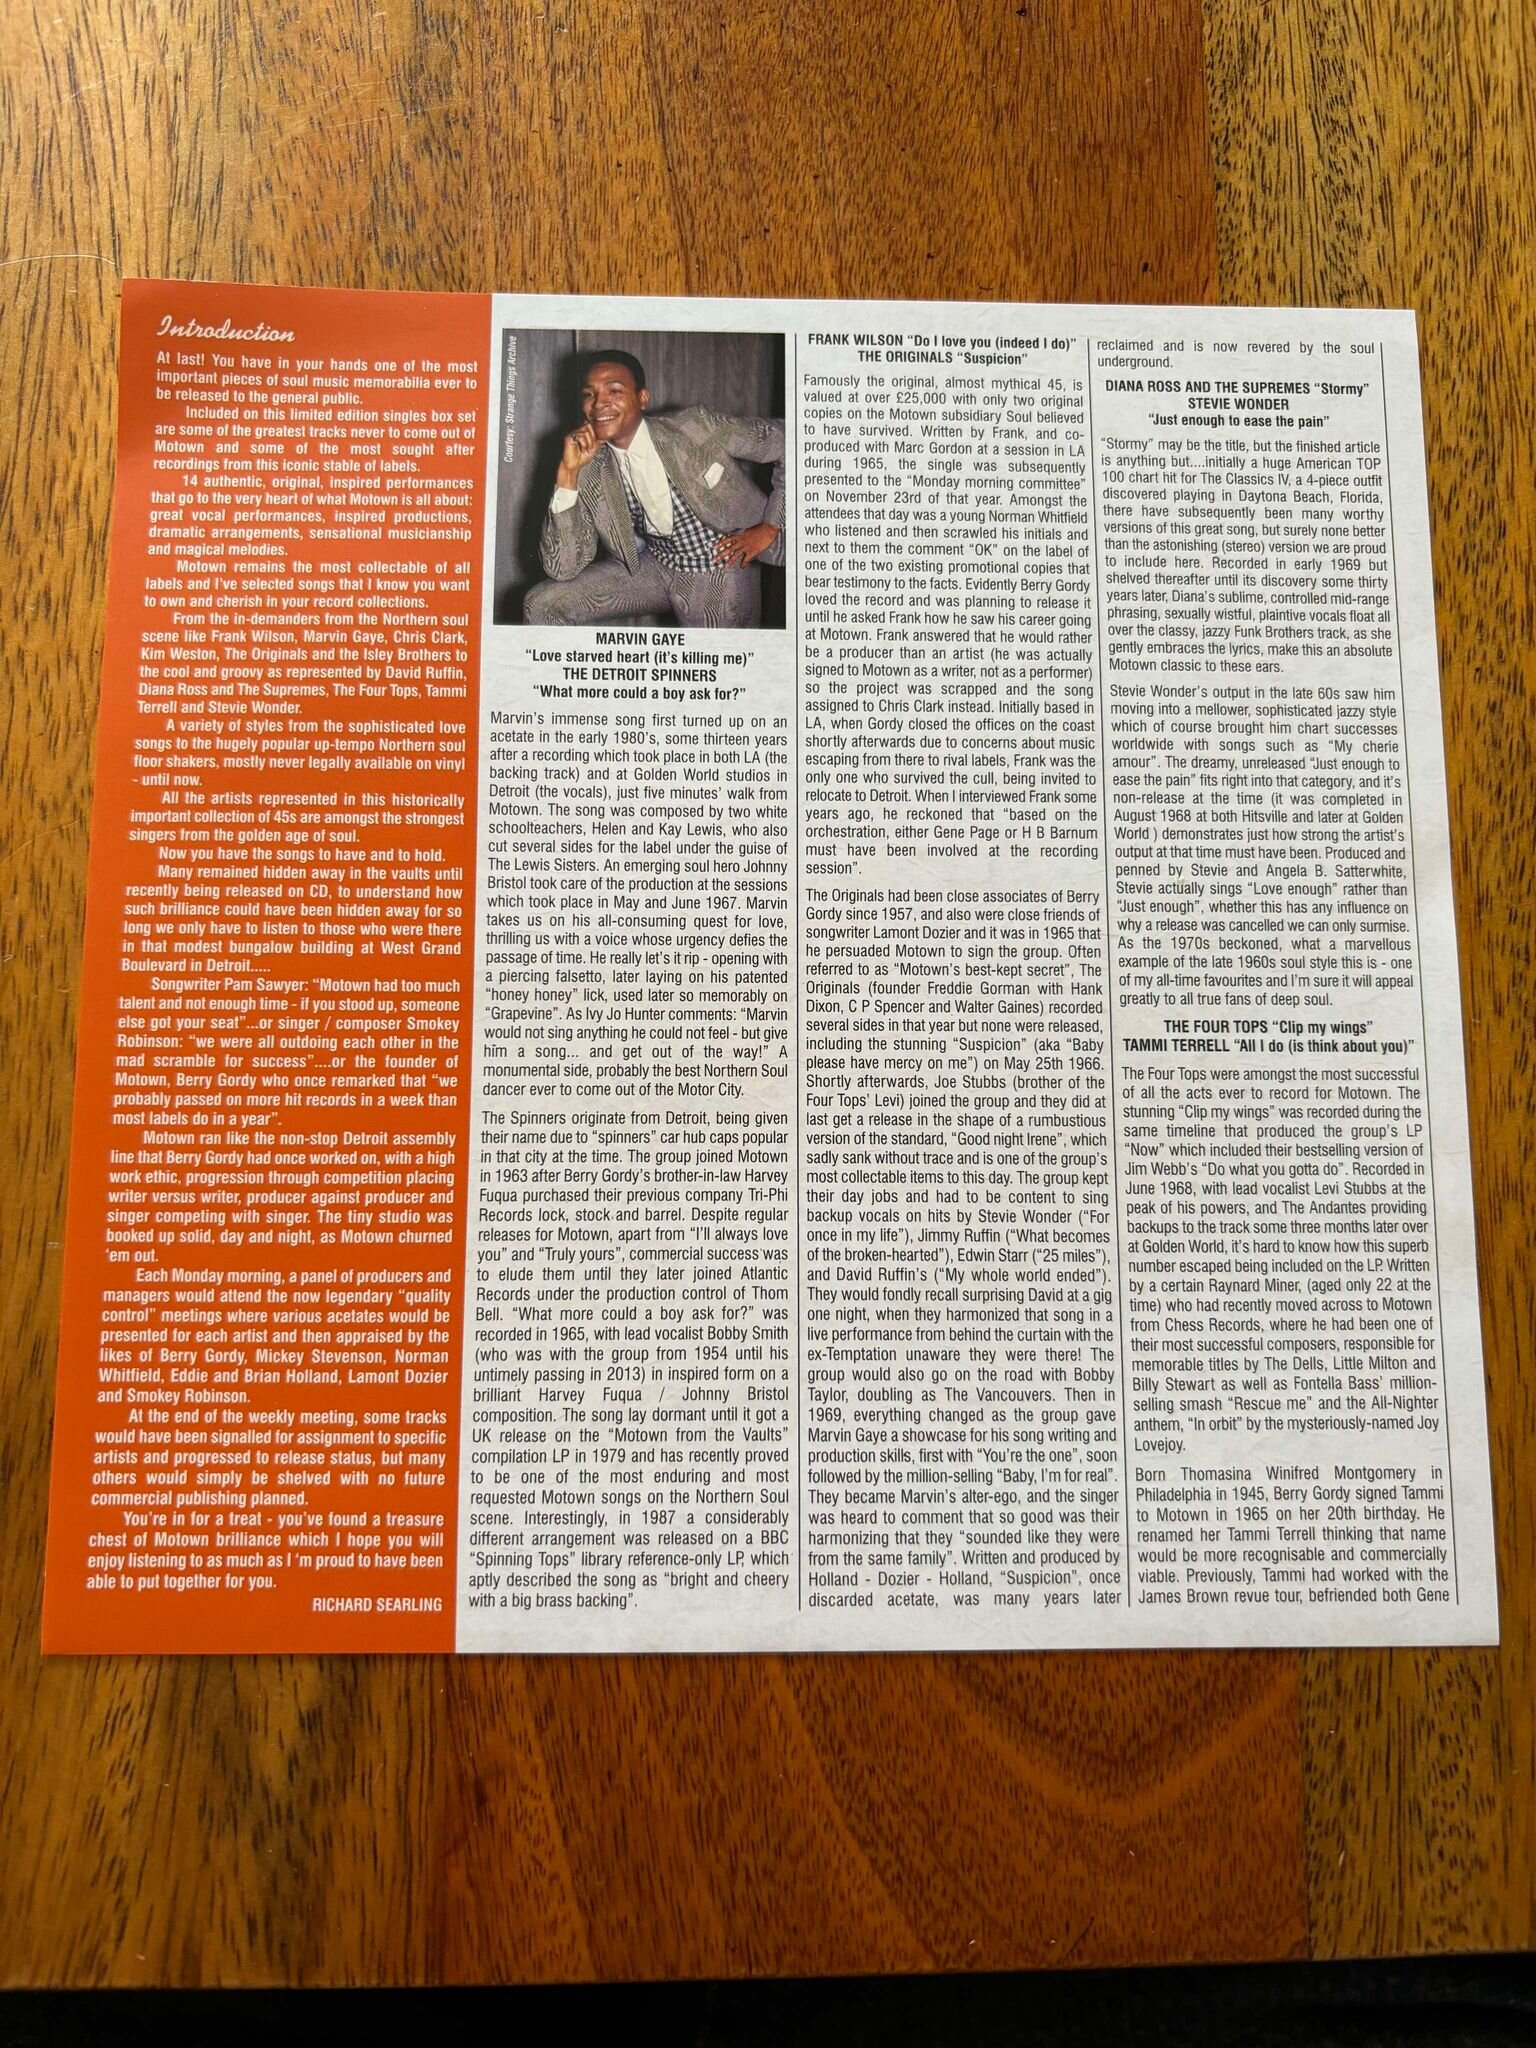 Introduction
At last! You have in your hands one of the most
important pieces of soul music memorabilia ever to
be released to the general public.
Included on this limited edition singles box set
are some of the greatest tracks never to come out of
Motown and some of the most sought after
recordings from this iconic stable of labels.
14 authentic, original, inspired performances
that go to the very heart of what Motown is all about:
great vocal performances, inspired productions,
dramatic arrangements, sensational musicianship
and magical melodies.
Motown remains the most collectable of all
labels and I've selected songs that I know you want
to own and cherish in your record collections.
From the in-demanders from the Northern soul
scene like Frank Wilson, Marvin Gaye, Chris Clark,
Kim Weston, The Originals and the Isley Brothers to
the cool and groovy as represented by David Ruffin,
Diana Ross and The Supremes, The Four Tops, Tammi
Terrell and Stevie Wonder.
A variety of styles from the sophisticated love
songs to the hugely popular up-tempo Northern soul
floor shakers, mostly never legally available on vinyl
- until now.
All the artists represented in this historically
important collection of 45s are amongst the strongest
singers from the golden age of soul.
Now you have the songs to have and to hold.
Many remained hidden away in the vaults until
recently being released on CD, to understand how
such brilliance could have been hidden away for so
long we only have to listen to those who were there
in that modest bungalow building at West Grand
Boulevard in Detroit.....
Songwriter Pam Sawyer: "Motown had too much
talent and not enough time - if you stood up, someone
else got your seat"...or singer / composer Smokey
Robinson: "we were all outdoing each other in the
mad scramble for success"....or the founder of
Motown, Berry Gordy who once remarked that "we
probably passed on more hit records in a week than
most labels do in a year".
Motown ran like the non-stop Detroit assembly
line that Berry Gordy had once worked on, with a high
work ethic, progression through competition placing
writer versus writer, producer against producer and
singer competing with singer. The tiny studio was
booked up solid, day and night, as Motown churned
'em out.
Each Monday morning, a panel of producers and
managers would attend the now legendary "quality
control" meetings where various acetates would be
presented for each artist and then appraised by the
likes of Berry Gordy, Mickey Stevenson, Norman
Whitfield, Eddie and Brian Holland, Lamont Dozier
and Smokey Robinson.
At the end of the weekly meeting, some tracks
would have been signalled for assignment to specific
artists and progressed to release status, but many
others would simply be shelved with no future
commercial publishing planned.
You're in for a treat - you've found a treasure
chest of Motown brilliance which I hope you will
enjoy listening to as much as I 'm proud to have been
able to put together for you.
RICHARD SEARLING
Courtesy: Strange Things Archive
MARVIN GAYE
"Love starved heart (it's killing me)"
THE DETROIT SPINNERS
"What more could a boy ask for?"
Marvin's immense song first turned up on an
acetate in the early 1980's, some thirteen years
after a recording which took place in both LA (the
backing track) and at Golden World studios in
Detroit (the vocals), just five minutes' walk from
Motown. The song was composed by two white
schoolteachers, Helen and Kay Lewis, who also
cut several sides for the label under the guise of
The Lewis Sisters. An emerging soul hero Johnny
Bristol took care of the production at the sessions
which took place in May and June 1967. Marvin
takes us on his all-consuming quest for love,
thrilling us with a voice whose urgency defies the
passage of time. He really let's it rip - opening with
a piercing falsetto, later laying on his patented
"honey honey" lick, used later so memorably on
"Grapevine". As Ivy Jo Hunter comments: "Marvin
would not sing anything he could not feel - but give
him a song... and get out of the way!" A
monumental side, probably the best Northern Soul
dancer ever to come out of the Motor City.
The Spinners originate from Detroit, being given
their name due to "spinners" car hub caps popular
in that city at the time. The group joined Motown
in 1963 after Berry Gordy's brother-in-law Harvey
Fuqua purchased their previous company Tri-Phi
Records lock, stock and barrel. Despite regular
releases for Motown, apart from "I'll always love
you" and "Truly yours", commercial success was
to elude them until they later joined Atlantic
Records under the production control of Thom
Bell. "What more could a boy ask for?" was
recorded in 1965, with lead vocalist Bobby Smith
(who was with the group from 1954 until his
untimely passing in 2013) in inspired form on a
brilliant Harvey Fuqua / Johnny Bristol
composition. The song lay dormant until it got a
UK release on the "Motown from the Vaults"
compilation LP in 1979 and has recently proved
to be one of the most enduring and most
requested Motown songs on the Northern Soul
scene. Interestingly, in 1987 a considerably
different arrangement was released on a BBC
"Spinning Tops" library reference-only LP, which
aptly described the song as "bright and cheery
with a big brass backing".
FRANK WILSON "Do I love you (indeed I do)"
THE ORIGINALS "Suspicion"
Famously the original, almost mythical 45, is
valued at over £25,000 with only two original
copies on the Motown subsidiary Soul believed
to have survived. Written by Frank, and co-
produced with Marc Gordon at a session in LA
during 1965, the single was subsequently
presented to the "Monday morning committee"
on November 23rd of that year. Amongst the
attendees that day was a young Norman Whitfield
who listened and then scrawled his initials and
next to them the comment "OK" on the label of
one of the two existing promotional copies that
bear testimony to the facts. Evidently Berry Gordy
loved the record and was planning to release it
until he asked Frank how he saw his career going
at Motown. Frank answered that he would rather
be a producer than an artist (he was actually
signed to Motown as a writer, not as a performer)
so the project was scrapped and the song
assigned to Chris Clark instead. Initially based in
LA, when Gordy closed the offices on the coast
shortly afterwards due to concerns about music
escaping from there to rival labels, Frank was the
only one who survived the cull, being invited to
relocate to Detroit. When I interviewed Frank some
years ago, he reckoned that "based on the
orchestration, either Gene Page or H B Barnum
must have been involved at the recording
session".
The Originals had been close associates of Berry
Gordy since 1957, and also were close friends of
songwriter Lamont Dozier and it was in 1965 that
he persuaded Motown to sign the group. Often
referred to as "Motown's best-kept secret", The
Originals (founder Freddie Gorman with Hank
Dixon, C P Spencer and Walter Gaines) recorded
several sides in that year but none were released,
including the stunning "Suspicion" (aka "Baby
please have mercy on me") on May 25th 1966.
Shortly afterwards, Joe Stubbs (brother of the
Four Tops' Levi) joined the group and they did at
last get a release in the shape of a rumbustious
version of the standard, "Good night Irene", which
sadly sank without trace and is one of the group's
most collectable items to this day. The group kept
their day jobs and had to be content to sing
backup vocals on hits by Stevie Wonder ("For
once in my life"), Jimmy Ruffin ("What becomes
of the broken-hearted"), Edwin Starr ("25 miles"),
and David Ruffin's ("My whole world ended").
They would fondly recall surprising David at a gig
one night, when they harmonized that song in a
live performance from behind the curtain with the
ex-Temptation unaware they were there! The
group would also go on the road with Bobby
Taylor, doubling as The Vancouvers. Then in
1969, everything changed as the group gave
Marvin Gaye a showcase for his song writing and
production skills, first with "You're the one", soon
followed by the million-selling "Baby, I'm for real".
They became Marvin's alter-ego, and the singer
was heard to comment that so good was their
harmonizing that they "sounded like they were
from the same family". Written and produced by
Holland - Dozier - Holland, "Suspicion", once
discarded acetate, was many years later
reclaimed and is now revered by the soul
underground.
DIANA ROSS AND THE SUPREMES "Stormy"
STEVIE WONDER
"Just enough to ease the pain"
"Stormy" may be the title, but the finished article
is anything but....initially a huge American TOP
100 chart hit for The Classics IV, a 4-piece outfit
discovered playing in Daytona Beach, Florida,
there have subsequently been many worthy
versions of this great song, but surely none better
than the astonishing (stereo) version we are proud
to include here. Recorded in early 1969 but
shelved thereafter until its discovery some thirty
years later, Diana's sublime, controlled mid-range
phrasing, sexually wistful, plaintive vocals float all
over the classy, jazzy Funk Brothers track, as she
gently embraces the lyrics, make this an absolute
Motown classic to these ears.
Stevie Wonder's output in the late 60s saw him
moving into a mellower, sophisticated jazzy style
which of course brought him chart successes
worldwide with songs such as "My cherie
amour". The dreamy, unreleased "Just enough to
ease the pain" fits right into that category, and it's
non-release at the time (it was completed in
August 1968 at both Hitsville and later at Golden
World ) demonstrates just how strong the artist's
output at that time must have been. Produced and
penned by Stevie and Angela B. Satterwhite,
Stevie actually sings "Love enough" rather than
"Just enough", whether this has any influence on
why a release was cancelled we can only surmise.
As the 1970s beckoned, what a marvellous
example of the late 1960s soul style this is - one
of my all-time favourites and I'm sure it will appeal
greatly to all true fans of deep soul.
THE FOUR TOPS "Clip my wings"
TAMMI TERRELL "All I do (is think about you)"
The Four Tops were amongst the most successful
of all the acts ever to record for Motown. The
stunning "Clip my wings" was recorded during the
same timeline that produced the group's LP
"Now" which included their bestselling version of
Jim Webb's "Do what you gotta do". Recorded in
June 1968, with lead vocalist Levi Stubbs at the
peak of his powers, and The Andantes providing
backups to the track some three months later over
at Golden World, it's hard to know how this superb
number escaped being included on the LP. Written
by a certain Raynard Miner, (aged only 22 at the
time) who had recently moved across to Motown
from Chess Records, where he had been one of
their most successful composers, responsible for
memorable titles by The Dells, Little Milton and
Billy Stewart as well as Fontella Bass' million-
selling smash "Rescue me" and the All-Nighter
anthem, "In orbit" by the mysteriously-named Joy
Lovejoy.
Born Thomasina Winifred Montgomery in
Philadelphia in 1945, Berry Gordy signed Tammi
to Motown in 1965 on her 20th birthday. He
renamed her Tammi Terrell thinking that name
would be more recognisable and commercially
viable. Previously, Tammi had worked with the
James Brown revue tour, befriended both Gene